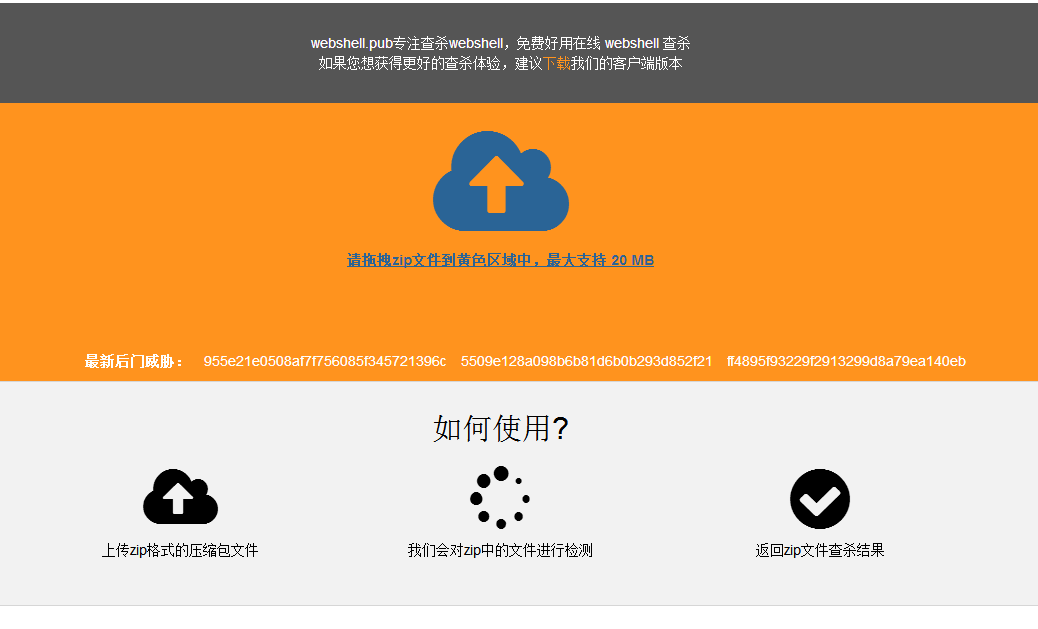 webshell.pub专注查杀webshell，免费好用在线 webshell 查杀
如果您想获得更好的查杀体验，建议下载我们的客户端版本
请拖拽zip文件到黄色区域中，最大支持 20 MB
最新后门威胁： 955e21e0508af7f756085f345721396c 5509e128a098b6b81d6b0b293d852f21 ff4895f93229f2913299d8a79ea140eb
如何使用?
上传zip格式的压缩包文件
我们会对zip中的文件进行检测
返回zip文件查杀结果